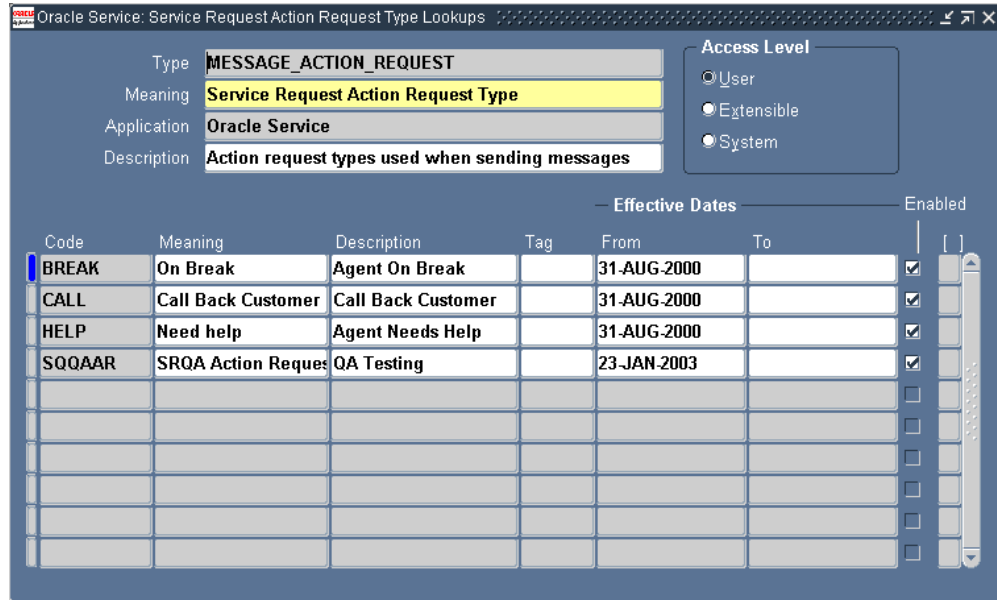 ORACLE
Oracle Service: Service Request Action Request Type Lookups
Type MESSAGE_ACTION_REQUEST
Meaning Service Request Action Request Type
Application Oracle Service
Description Action request types used when sending messages
Access Level
User
Extensible
System
Effective Dates Enabled
Code Meaning Description Tag From To [ ]
BREAK On Break Agent On Break 31-AUG-2000
CALL Call Back Customer Call Back Customer 31-AUG-2000
HELP Need help Agent Needs Help 31-AUG-2000
SQQAAR SRQA Action Reques QA Testing 23-JAN-2003